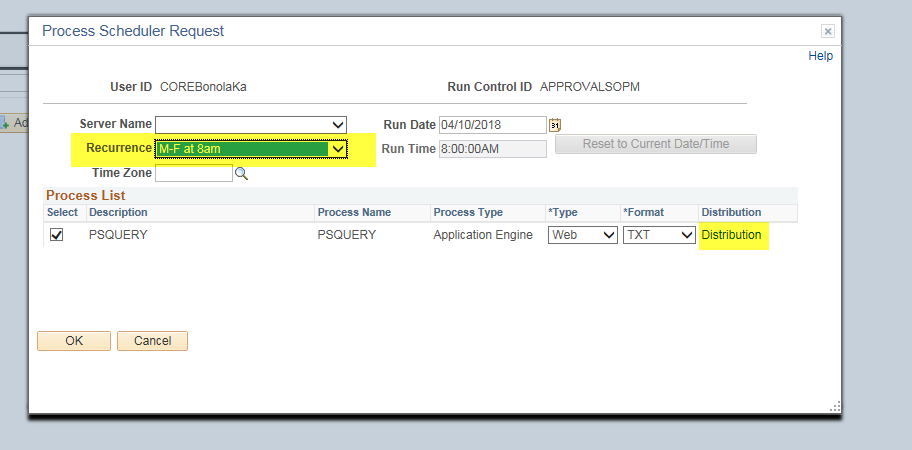 Process Scheduler Request
Help
User ID COREBonolaKa Run Control ID APPROVALSOPM
Server Name Run Date 04/10/2018 31
Recurrence M-F at 8am Run Time 8:00:00AM Reset to Current Date/Time
Time Zone
Ad
Process List
Select Description Process Name Process Type *Type *Format Distribution
PSQUERY PSQUERY Application Engine Web TXT Distribution
OK Cancel